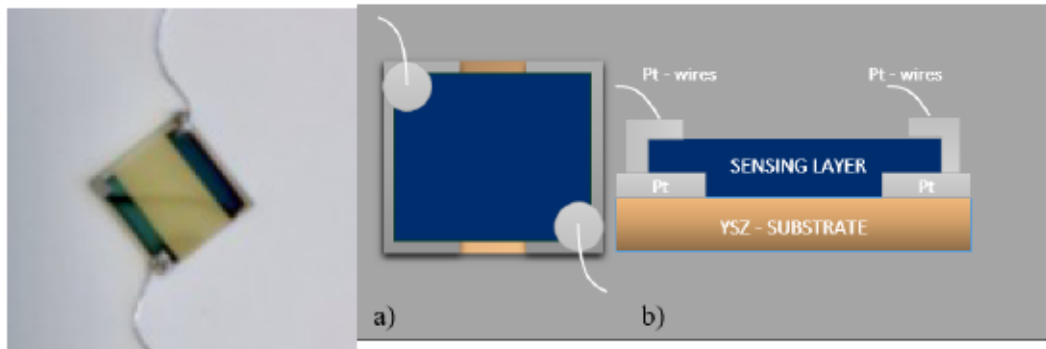 Pt - wires
Pt - wires
SENSING LAYER
Pt
Pt
YSZ - SUBSTRATE
a)
b)